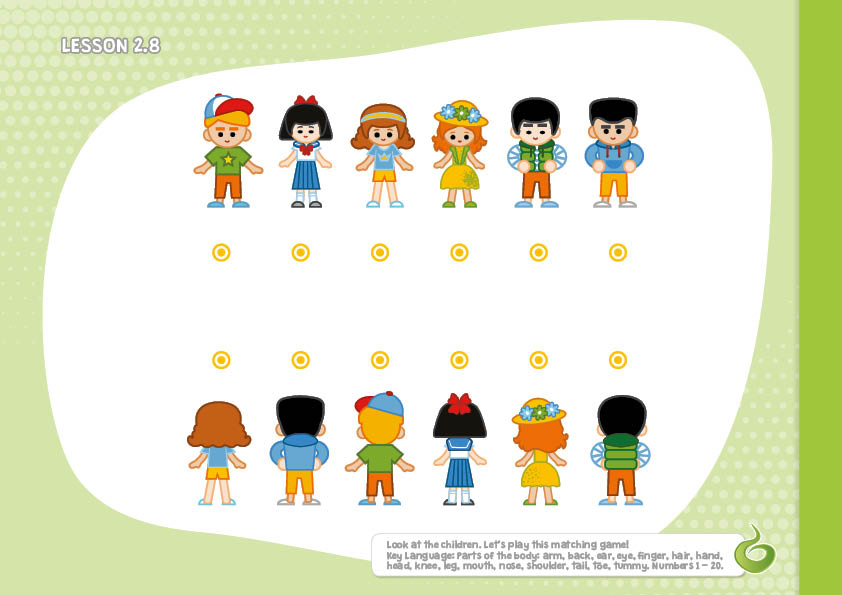 LESSON 2.8
Look at the children. Let's play this matching game!
Key Language: Parts of the body: arm, back, ear, eye, finger, hair, hand,
head, knee, leg, mouth, nose, shoulder, tail, toe, tummy. Numbers 1 – 20.